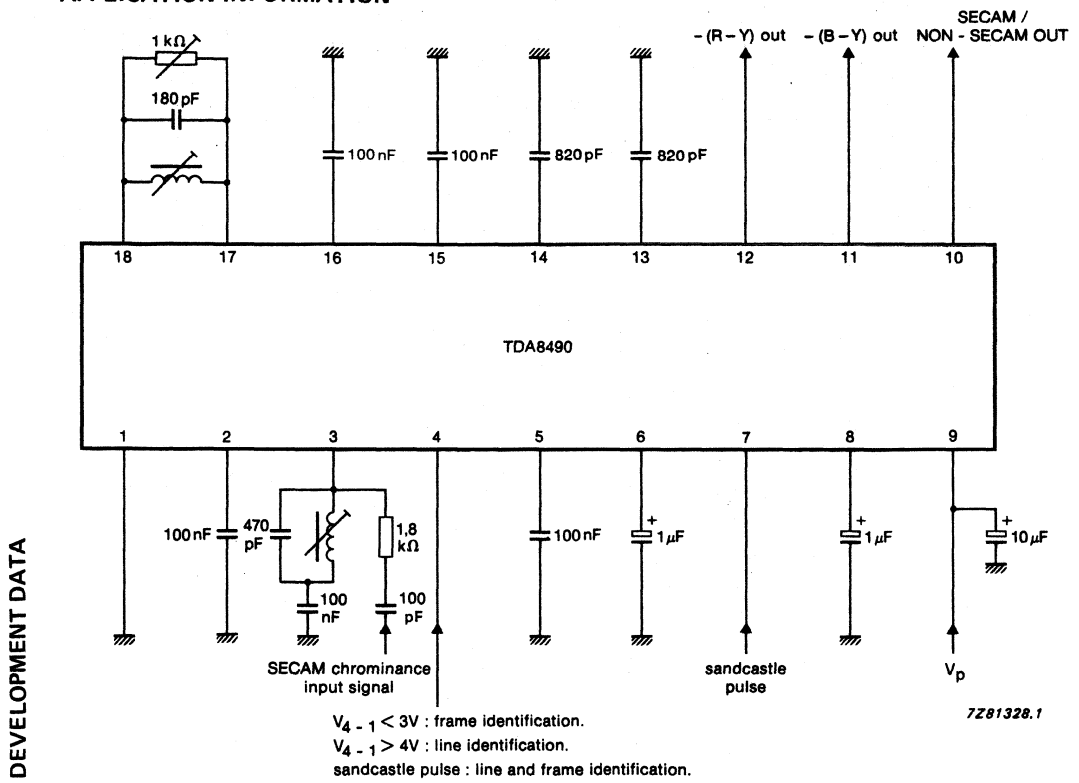 APPLICATION INFORMATION
SECAM /
– (R – Y) out – (B – Y) out NON - SECAM OUT
1 kΩ
180 pF
100 nF
100 nF
820 pF
820 pF
18 17 16 15 14 13 12 11 10
TDA8490
1 2 3 4 5 6 7 8 9
100 nF
470
pF
1,8
kΩ
100 nF
+
1 μF
+
1 μF
+
10 μF
100
nF
100
pF
SECAM chrominance
input signal
sandcastle
pulse
Vp
V4 - 1 < 3V : frame identification.
V4 - 1 > 4V : line identification.
sandcastle pulse : line and frame identification.
7Z81328.1
DEVELOPMENT DATA